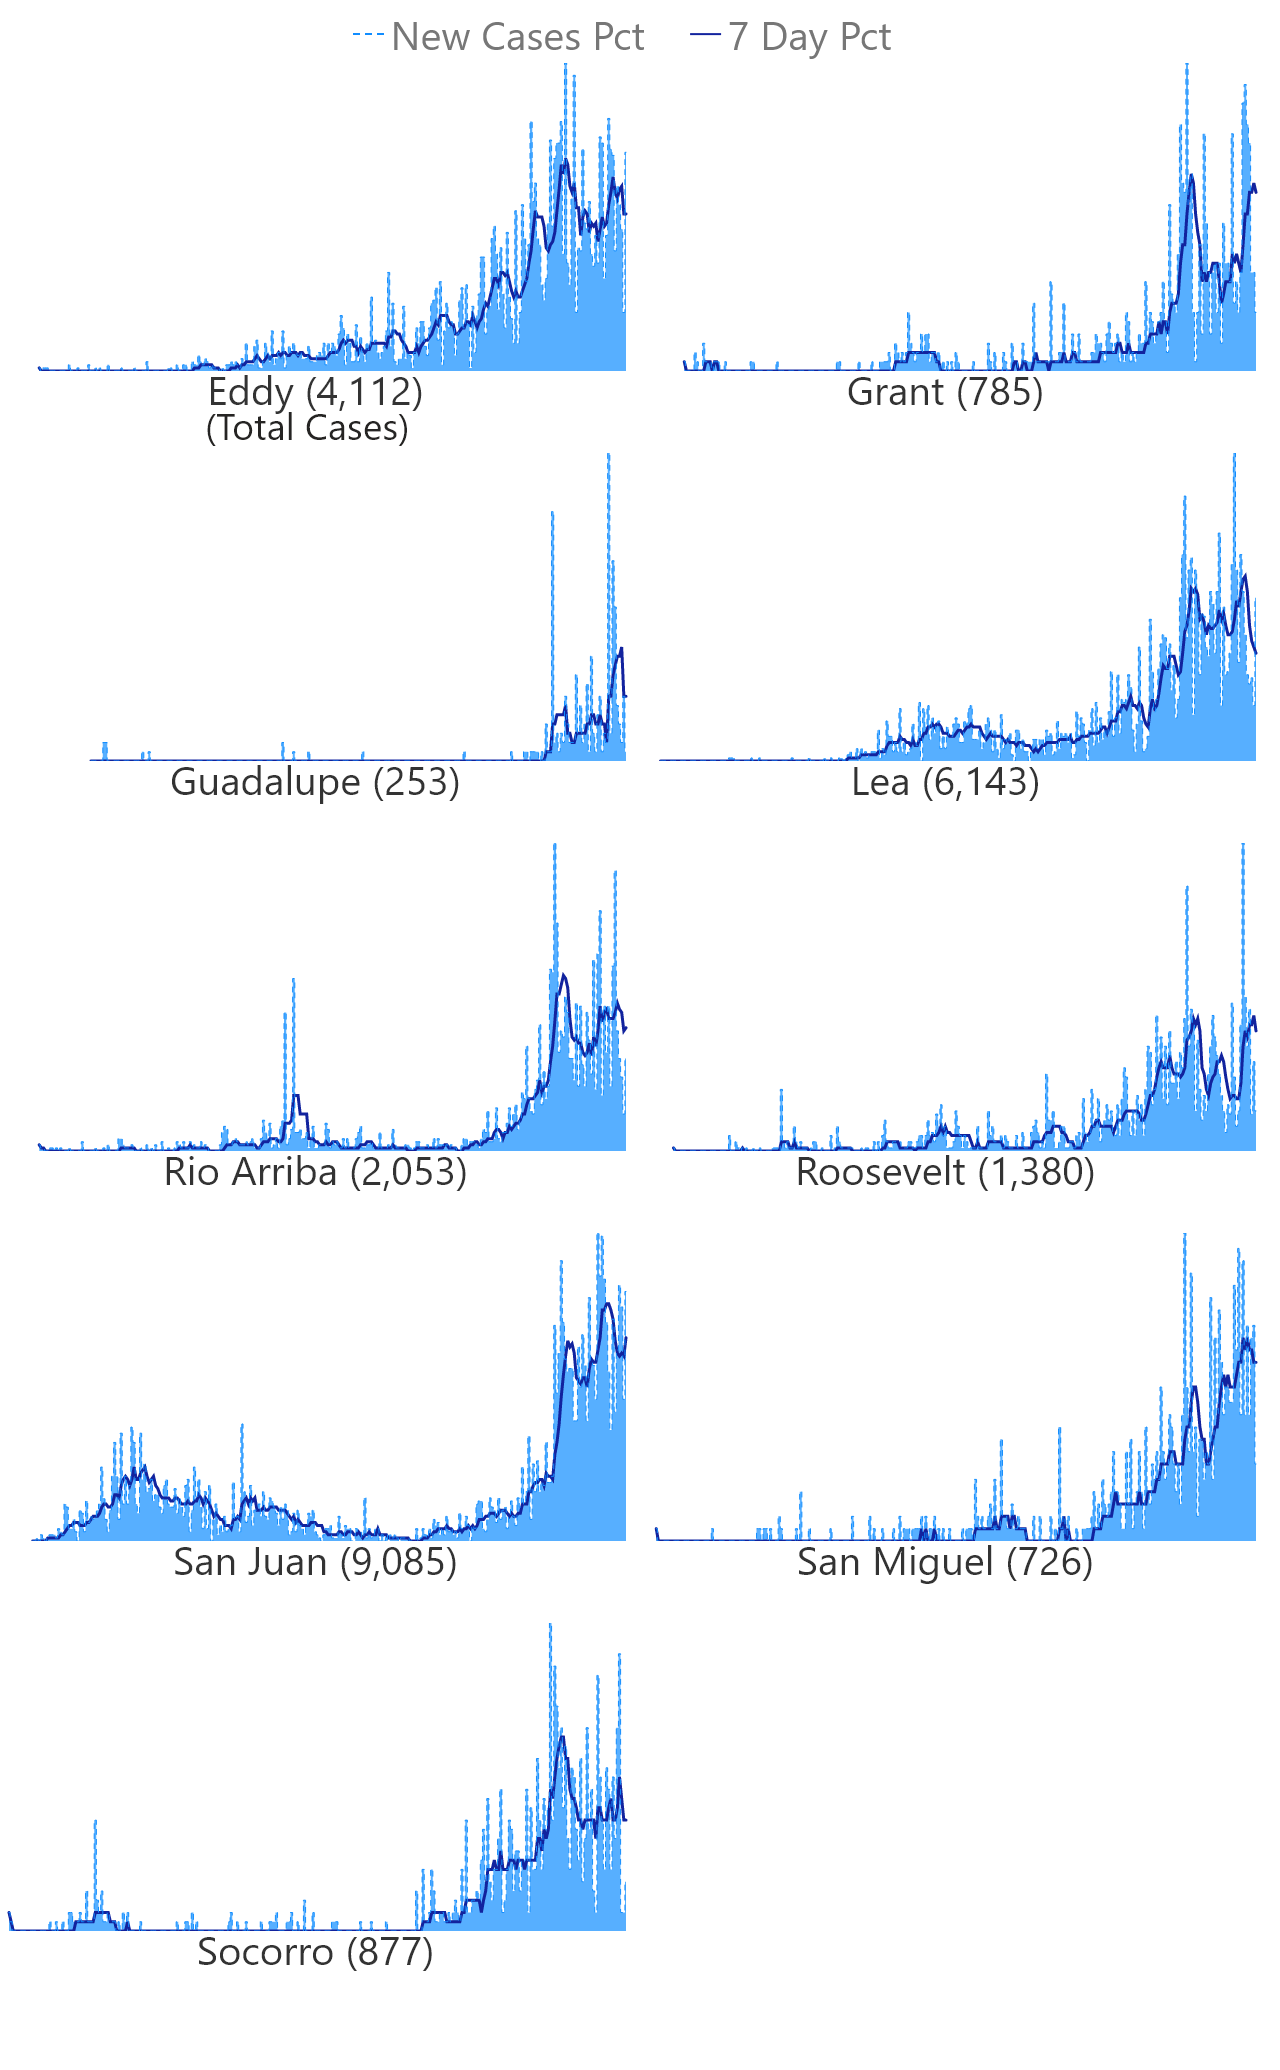 New Cases Pct 7 Day Pct
Eddy (4,112) Grant (785)
(Total Cases)
Guadalupe (253) Lea (6,143)
Rio Arriba (2,053) Roosevelt (1,380)
San Juan (9,085) San Miguel (726)
Socorro (877)